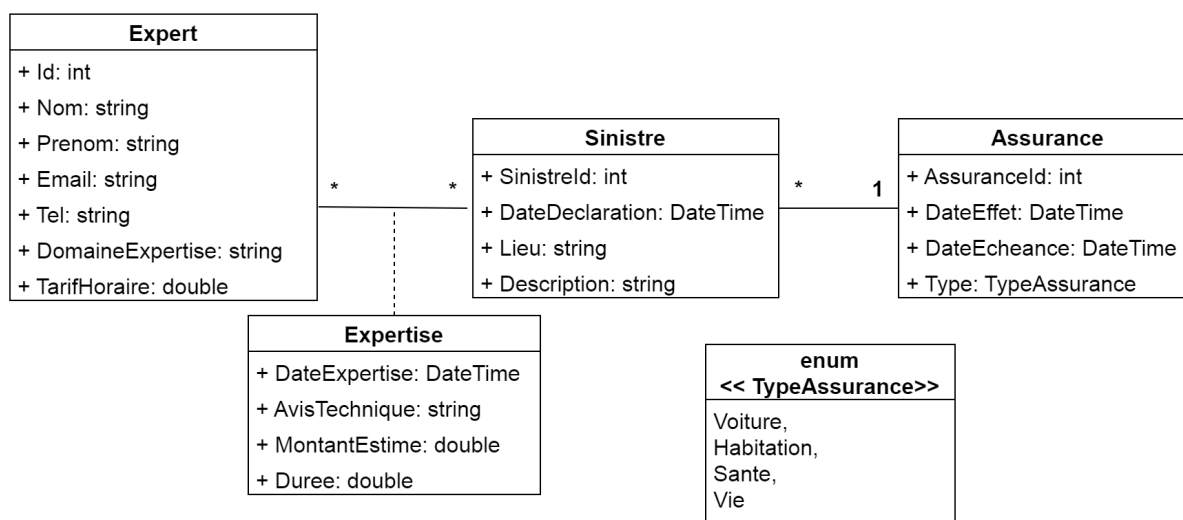 Expert
+ Id: int
+ Nom: string
+ Prenom: string
+ Email: string
+ Tel: string
+ DomaineExpertise: string
+ TarifHoraire: double
* *
Sinistre
+ SinistreId: int
+ DateDeclaration: DateTime
+ Lieu: string
+ Description: string
* 1
Assurance
+ AssuranceId: int
+ DateEffet: DateTime
+ DateEcheance: DateTime
+ Type: TypeAssurance
Expertise
+ DateExpertise: DateTime
+ AvisTechnique: string
+ MontantEstime: double
+ Duree: double
enum
<< TypeAssurance>>
Voiture,
Habitation,
Sante,
Vie